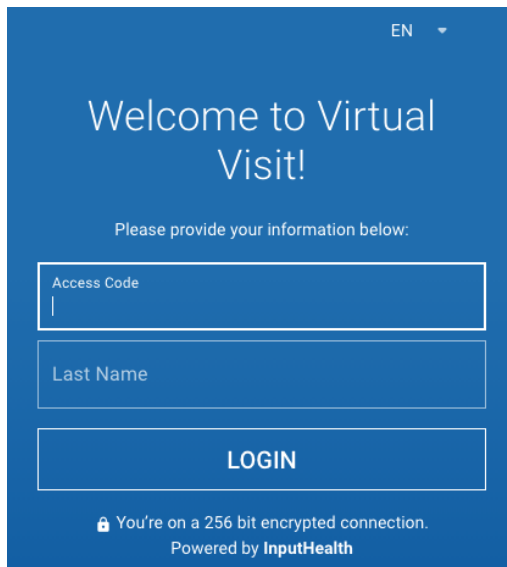 EN
Welcome to Virtual
Visit!
Please provide your information below:
Access Code
Last Name
LOGIN
You're on a 256 bit encrypted connection.
Powered by InputHealth